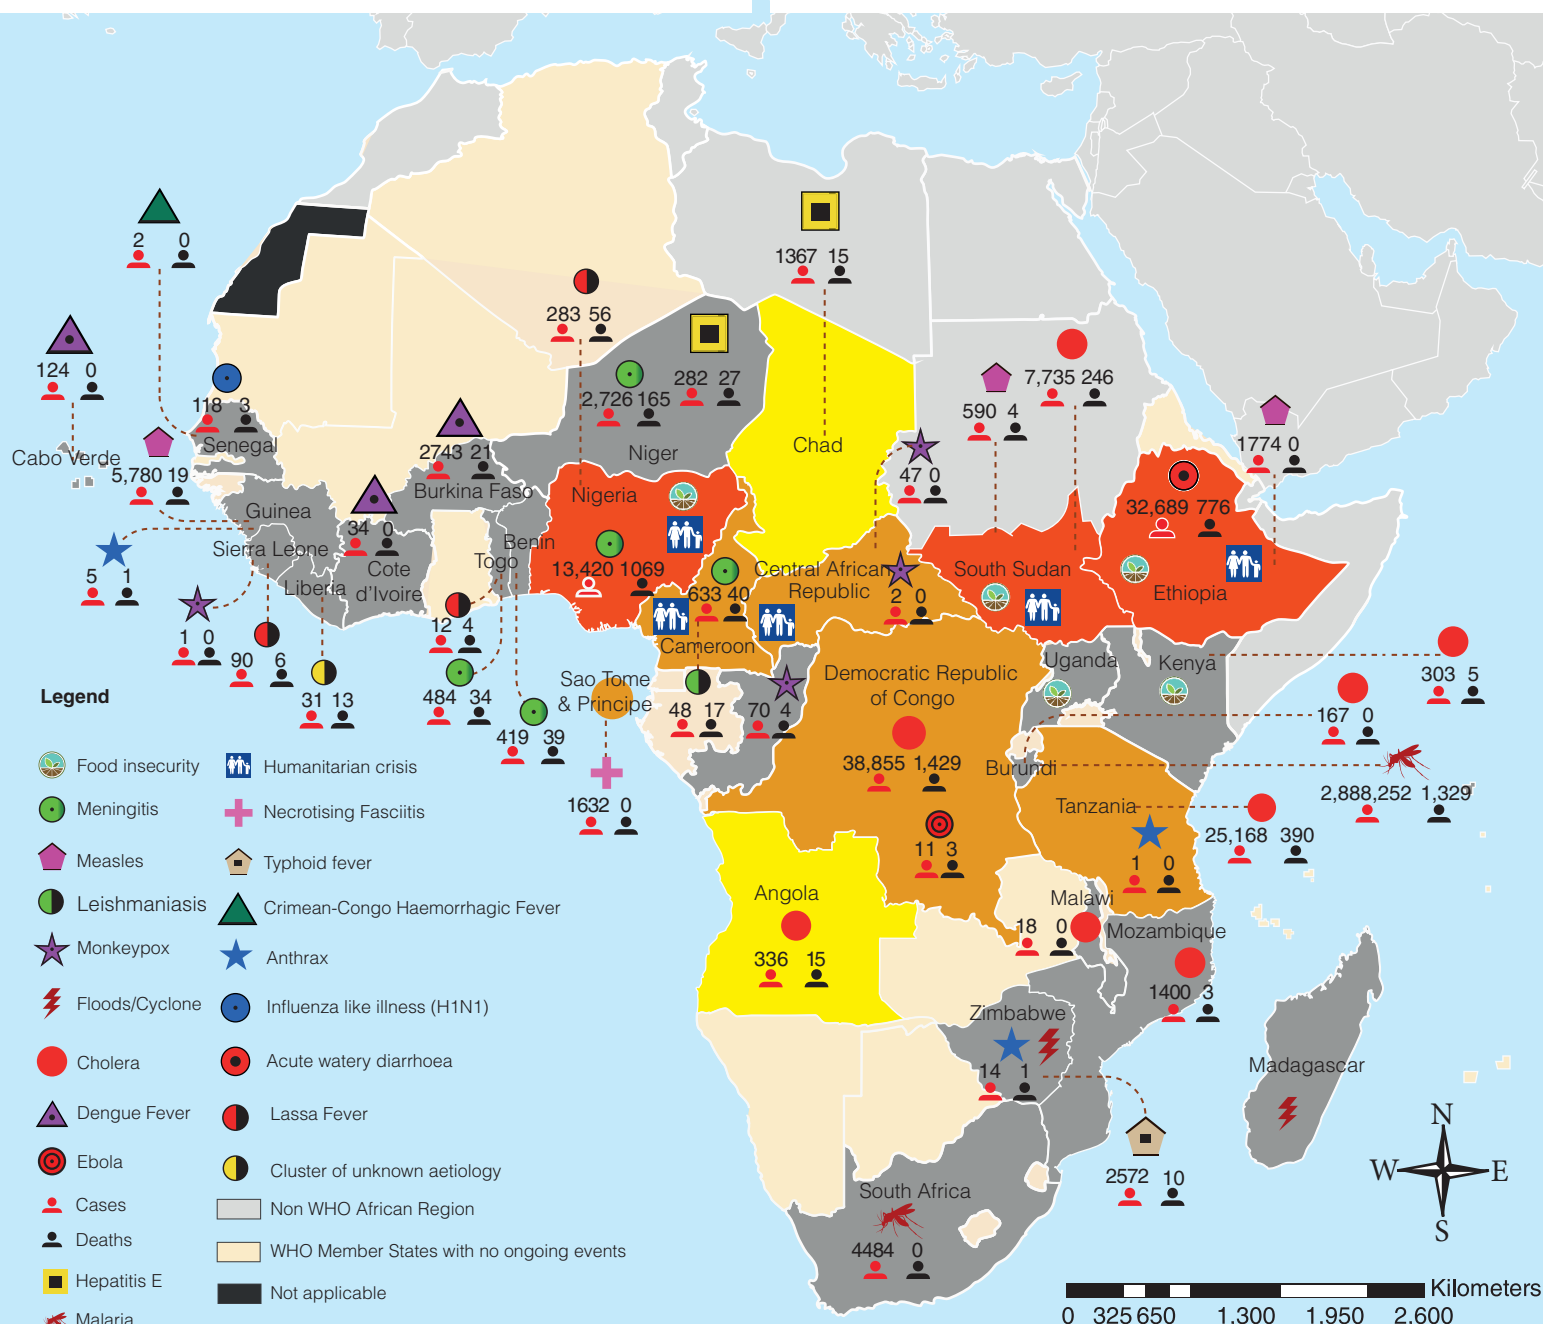 2 0
1367 15
283 56
124 0
282 27
2,726 165
7,735 246
590 4
118 3
Senegal
1774 0
Cabo Verde
2743 21
Chad
Niger
47 0
5,780 19
Burkina Faso
Nigeria
32,689 776
Guinea
34 0
Sierra Leone
Benin
Togo
Cote
d'Ivoire
Liberia
13,420 1069
Central African
Republic
South Sudan
Ethiopia
5 1
633 40
2 0
12 4
Cameroon
1 0
90 6
Uganda
Kenya
Democratic Republic
of Congo
303 5
Sao Tome
& Principe
31 13
484 34
48 17
70 4
167 0
419 39
38,855 1,429
Burundi
2,888,252 1,329
1632 0
Tanzania
25,168 390
11 3
1 0
Angola
Malawi
18 0
Mozambique
336 15
1400 3
Zimbabwe
14 1
Madagascar
2572 10
South Africa
4484 0
Legend
Food insecurity
Humanitarian crisis
Meningitis
Necrotising Fasciitis
Measles
Typhoid fever
Leishmaniasis
Crimean-Congo Haemorrhagic Fever
Monkeypox
Anthrax
Floods/Cyclone
Influenza like illness (H1N1)
Cholera
Acute watery diarrhoea
Dengue Fever
Lassa Fever
Ebola
Cluster of unknown aetiology
Cases
Non WHO African Region
Deaths
WHO Member States with no ongoing events
Hepatitis E
Not applicable
Malaria
N
W E
S
Kilometers
0 325 650 1,300 1,950 2,600